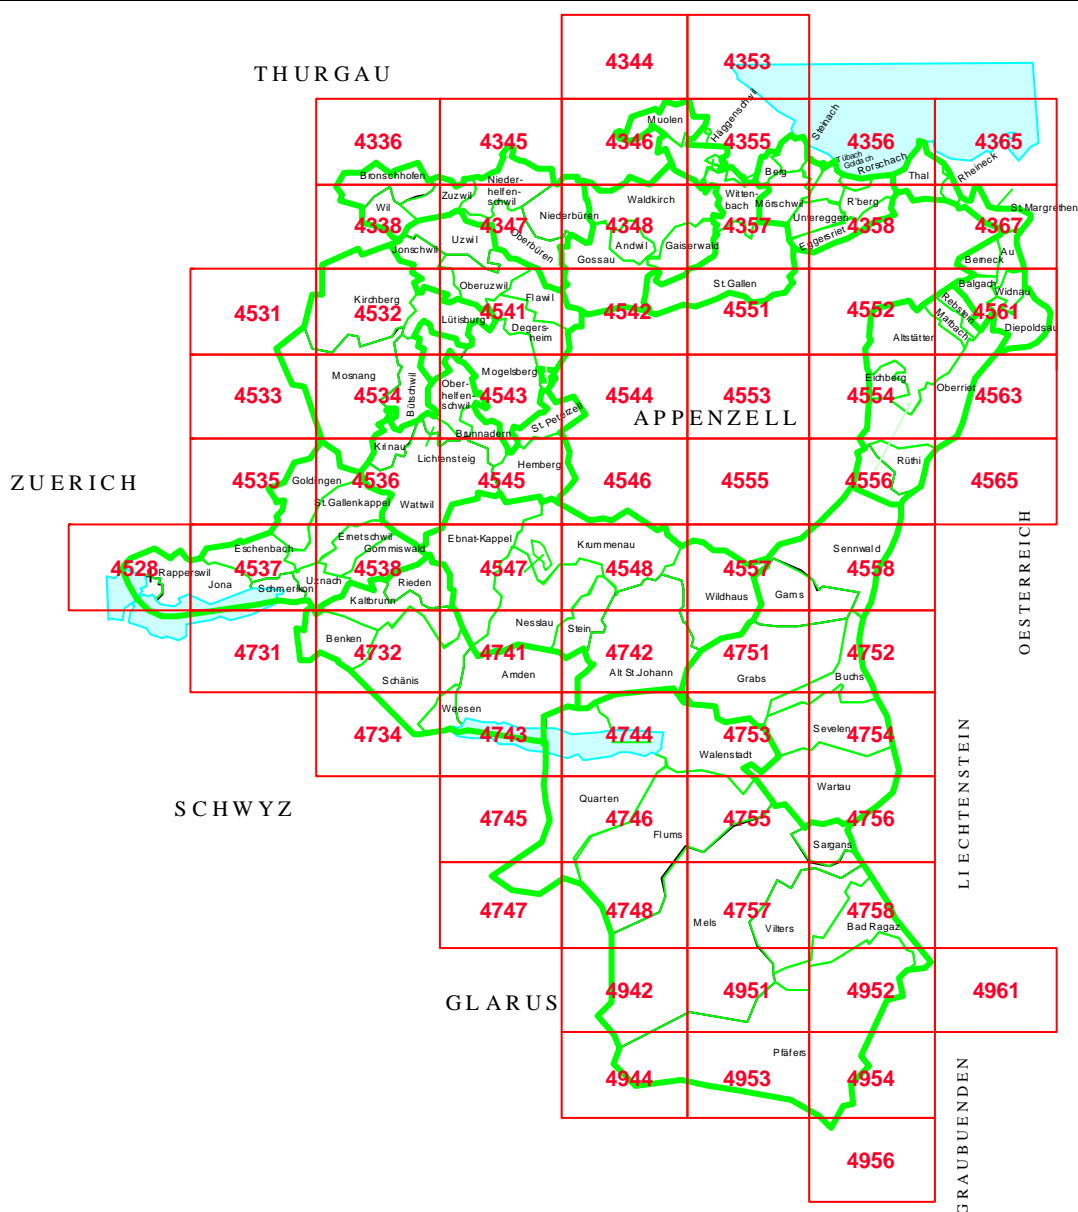 4344
4353
THURGAU
4336
4345
4346
4355
4356
4365
Muolen
Häggenschwil
Steinach
Tübach
Goldach
Rorschach
Bronschhofen
Nieder-
helfen-
schwil
Zuzwil
Berg
Thal
Rheineck
4338
4347
4348
4357
4358
4367
Wil
Niederbüren
Waldkirch
Witten-
bach
Mörschwil
R'berg
St.Margrethen
Untereggen
Eggersriet
Jonschwil
Uzwil
Oberbüren
Andwil
Gaiserwald
Gossau
Au
Berneck
4531
4532
4541
4542
4551
4552
4561
Oberuzwil
Flawil
St.Gallen
Balgach
Widnau
Kirchberg
Lütisburg
Degers-
heim
Rebstein
Marbach
Diepoldsau
Altstätter
4533
4534
4543
4544
4553
4554
4563
Mosnang
Bütschwil
Ober-
helfen-
schwil
Mogelsberg
Eichberg
Oberriet
APPENZELL
St. Peterzell
Brunnadern
ZUERICH
4535
4536
4545
4546
4555
4556
4565
Krinau
Lichtensteig
Hemberg
Rüthi
Goldingen
St.Gallenkappel
Wattwil
OESTERREICH
4528
4537
4538
4547
4548
4557
4558
Eschenbach
Ernetschwil
Gommiswald
Ebnat-Kappel
Krummenau
Sennwald
Rapperswil
Jona
Schmerikon
Uznach
Rieden
Kaltbrunn
Wildhaus
Gams
4731
4732
4741
4742
4751
4752
Nesslau
Stein
Benken
Schänis
Amden
Alt St.Johann
Grabs
Buchs
4734
4743
4744
4753
4754
Weesen
Walenstadt
Sevelen
LIECHTENSTEIN
SCHWYZ
4745
4746
4755
4756
Quarten
Flums
Wartau
Sargans
4747
4748
4757
4758
Mels
Vilters
Bad Ragaz
GLARUS
4942
4951
4952
4961
4944
4953
4954
Pfäfers
GRAUBUENDEN
4956